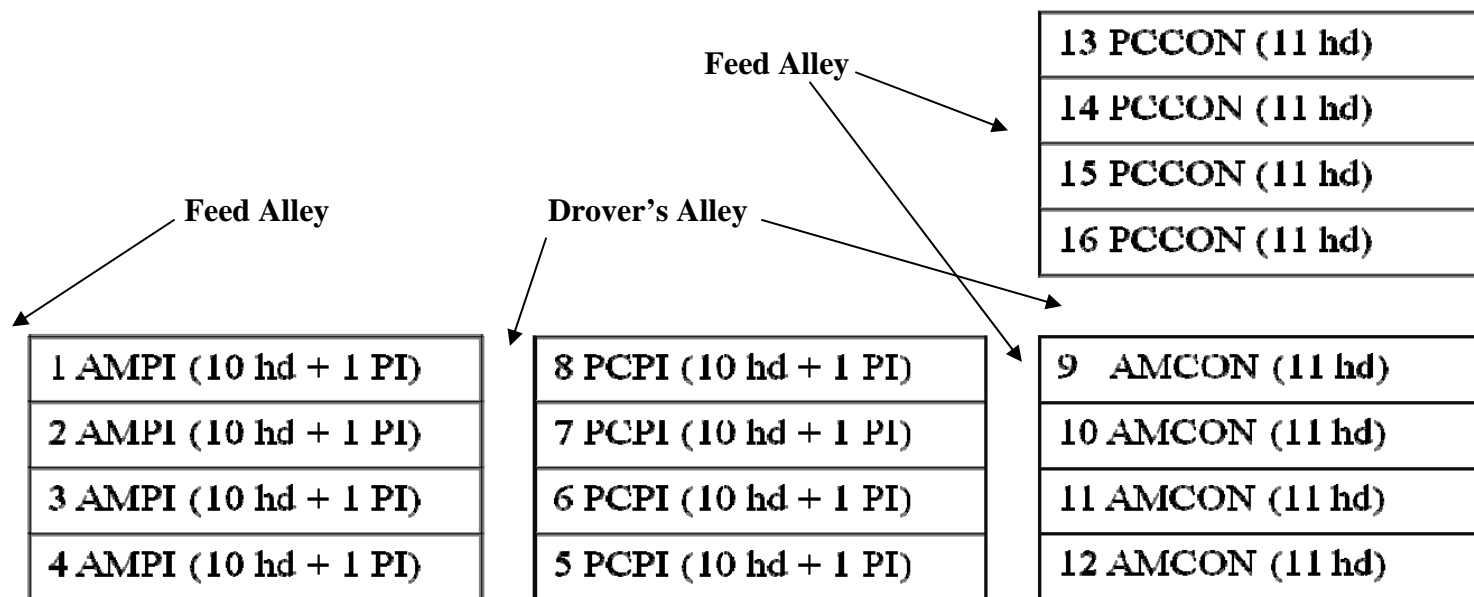 13 PCCON (11 hd)
Feed Alley
14 PCCON (11 hd)
15 PCCON (11 hd)
Feed Alley
Drover's Alley
16 PCCON (11 hd)
1 AMPI (10 hd + 1 PI)
8 PCPI (10 hd + 1 PI)
9 AMCON (11 hd)
2 AMPI (10 hd + 1 PI)
7 PCPI (10 hd + 1 PI)
10 AMCON (11 hd)
3 AMPI (10 hd + 1 PI)
6 PCPI (10 hd + 1 PI)
11 AMCON (11 hd)
4 AMPI (10 hd + 1 PI)
5 PCPI (10 hd + 1 PI)
12 AMCON (11 hd)